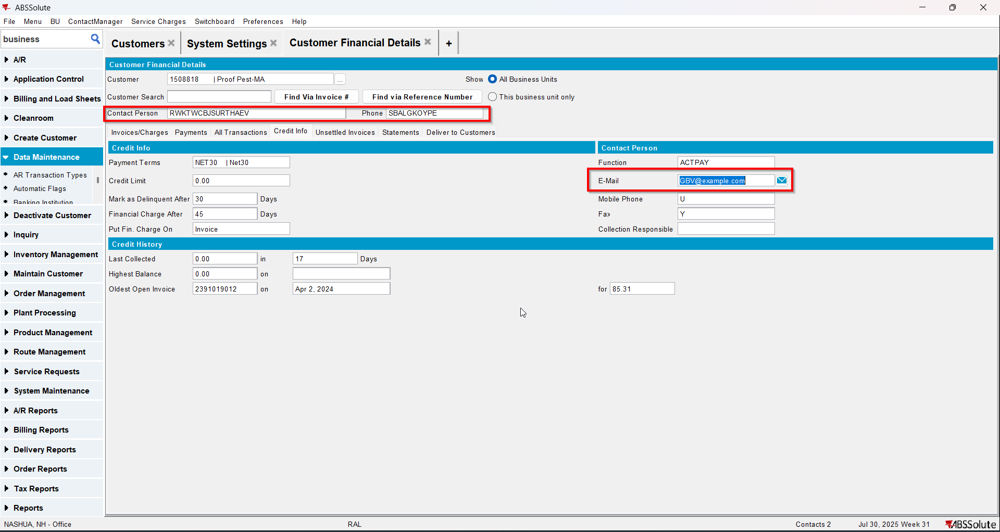 ABSSolute
File Menu BU ContactManager Service Charges Switchboard Preferences Help
business
Customers System Settings Customer Financial Details +
A/R
Application Control
Billing and Load Sheets
Cleanroom
Create Customer
Data Maintenance
AR Transaction Types
Automatic Flags
Banking Institution
Deactivate Customer
Inquiry
Inventory Management
Maintain Customer
Order Management
Plant Processing
Product Management
Route Management
Service Requests
System Maintenance
A/R Reports
Billing Reports
Delivery Reports
Order Reports
Tax Reports
Reports
Customer Financial Details
Customer 1508818 | Proof Pest-MA ... Show All Business Units
Customer Search Find Via Invoice # Find via Reference Number This business unit only
Contact Person RWKTWCBJSURTHAEV Phone SBALGKOYPE
Invoices/Charges Payments All Transactions Credit Info Unsettled Invoices Statements Deliver to Customers
Credit Info
Payment Terms NET30 | Net30
Credit Limit 0.00
Mark as Delinquent After 30 Days
Financial Charge After 45 Days
Put Fin. Charge On Invoice
Contact Person
Function ACTPAY
E-Mail GBV@example.com
Mobile Phone U
Fax Y
Collection Responsible
Credit History
Last Collected 0.00 in 17 Days
Highest Balance 0.00 on
Oldest Open Invoice 2391019012 on Apr 2, 2024 for 85.31
NASHUA, NH - Office RAL Contacts 2 Jul 30, 2025 Week 31 ABSSolute